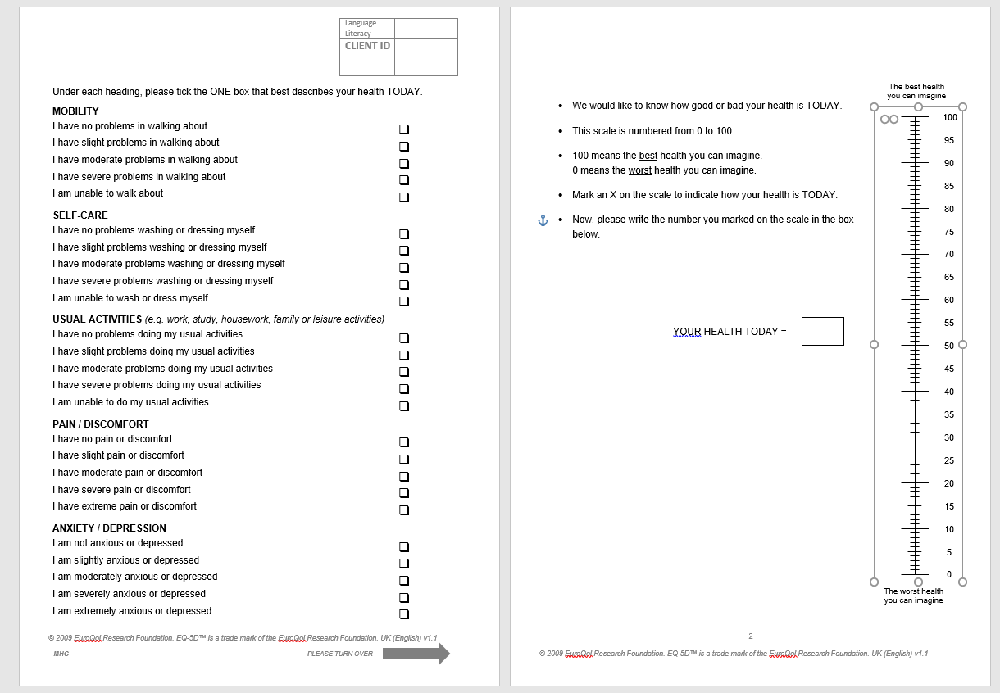 Language
Literacy
CLIENT ID
Under each heading, please tick the ONE box that best describes your health TODAY.
MOBILITY
I have no problems in walking about
I have slight problems in walking about
I have moderate problems in walking about
I have severe problems in walking about
I am unable to walk about
SELF-CARE
I have no problems washing or dressing myself
I have slight problems washing or dressing myself
I have moderate problems washing or dressing myself
I have severe problems washing or dressing myself
I am unable to wash or dress myself
USUAL ACTIVITIES (e.g. work, study, housework, family or leisure activities)
I have no problems doing my usual activities
I have slight problems doing my usual activities
I have moderate problems doing my usual activities
I have severe problems doing my usual activities
I am unable to do my usual activities
PAIN / DISCOMFORT
I have no pain or discomfort
I have slight pain or discomfort
I have moderate pain or discomfort
I have severe pain or discomfort
I have extreme pain or discomfort
ANXIETY / DEPRESSION
I am not anxious or depressed
I am slightly anxious or depressed
I am moderately anxious or depressed
I am severely anxious or depressed
I am extremely anxious or depressed
© 2009 EuroQol Research Foundation. EQ-5D™ is a trade mark of the EuroQol Research Foundation. UK (English) v1.1
MHC
PLEASE TURN OVER
We would like to know how good or bad your health is TODAY.
This scale is numbered from 0 to 100.
100 means the best health you can imagine.
0 means the worst health you can imagine.
Mark an X on the scale to indicate how your health is TODAY.
Now, please write the number you marked on the scale in the box
below.
YOUR HEALTH TODAY =
The best health
you can imagine
100
95
90
85
80
75
70
65
60
55
50
45
40
35
30
25
20
15
10
5
0
The worst health
you can imagine
2
© 2009 EuroQol Research Foundation. EQ-5D™ is a trade mark of the EuroQol Research Foundation. UK (English) v1.1